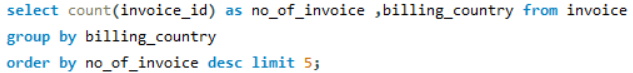 select count(invoice_id) as no_of_invoice ,billing_country from invoice
group by billing_country
order by no_of_invoice desc limit 5;